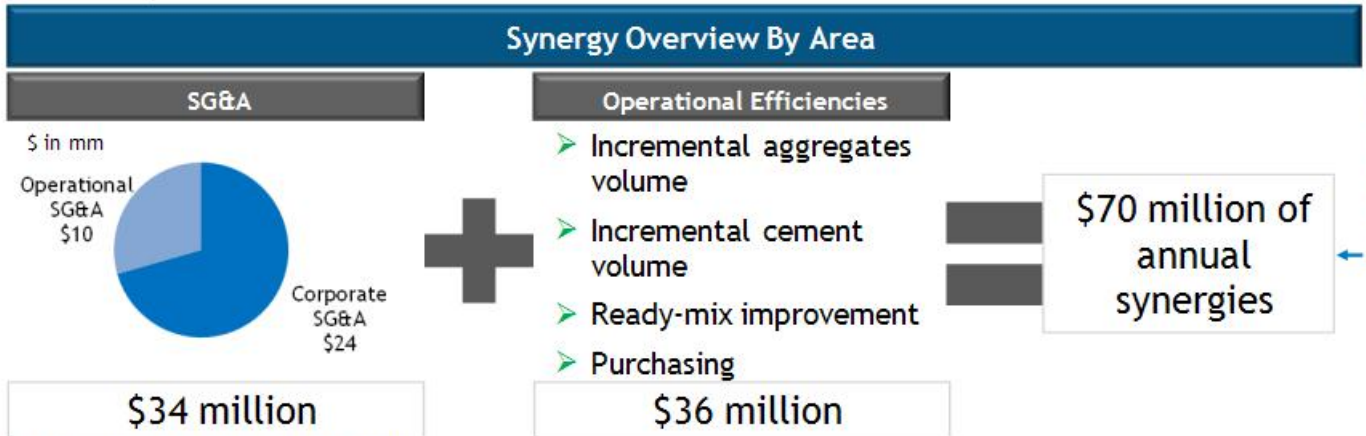 Synergy Overview By Area
SG&A
$ in mm
Operational
SG&A
$10
Corporate
SG&A
$24
$34 million
Operational Efficiencies
Incremental aggregates
volume
Incremental cement
volume
Ready-mix improvement
Purchasing
$36 million
$70 million of
annual
synergies